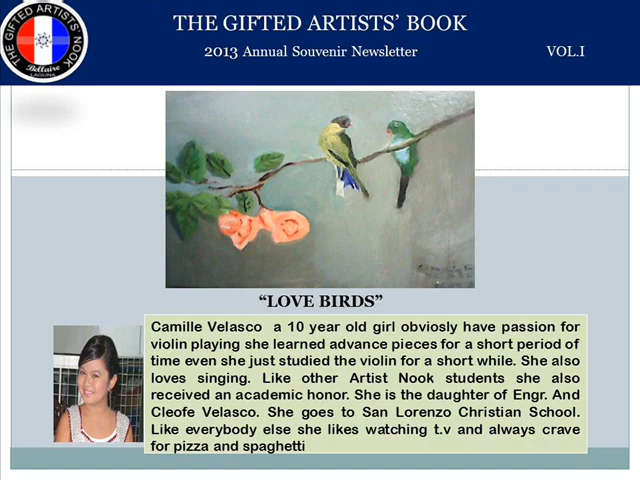 THE GIFTED ARTISTS' NOOK
Bellaire
LAGUNA
THE GIFTED ARTISTS’ BOOK
2013 Annual Souvenir Newsletter VOL.I
“LOVE BIRDS”
Camille Velasco a 10 year old girl obviosly have passion for
violin playing she learned advance pieces for a short period of
time even she just studied the violin for a short while. She also
loves singing. Like other Artist Nook students she also
received an academic honor. She is the daughter of Engr. And
Cleofe Velasco. She goes to San Lorenzo Christian School.
Like everybody else she likes watching t.v and always crave
for pizza and spaghetti